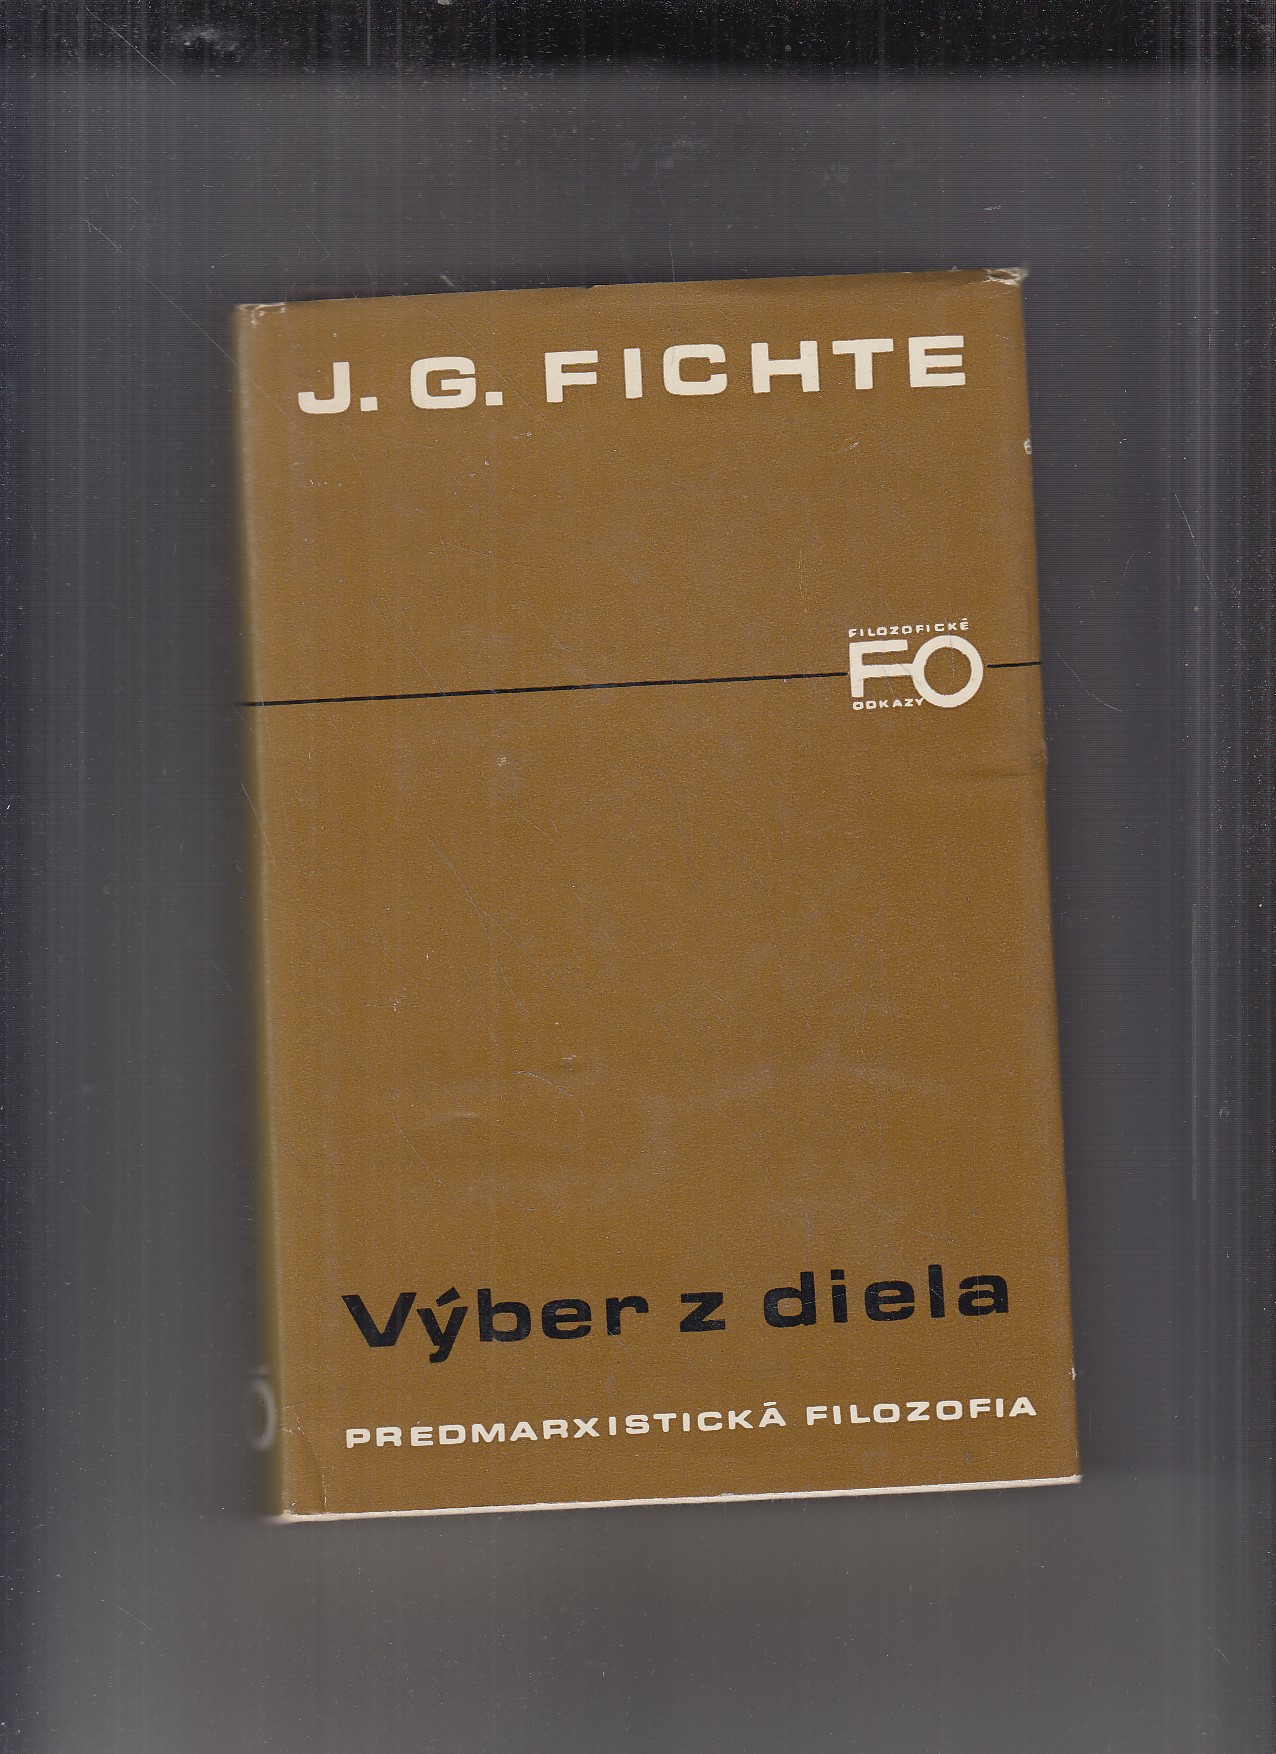 J. G. FICHTE
FILOZOFICKÉ
FO
ODKAZY
Výber z diela
PREDMARXISTICKÁ FILOZOFIA